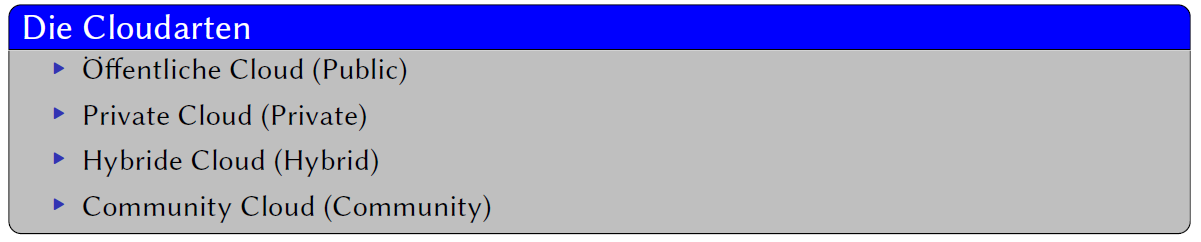 Die Cloudarten
Öffentliche Cloud (Public)
Private Cloud (Private)
Hybride Cloud (Hybrid)
Community Cloud (Community)